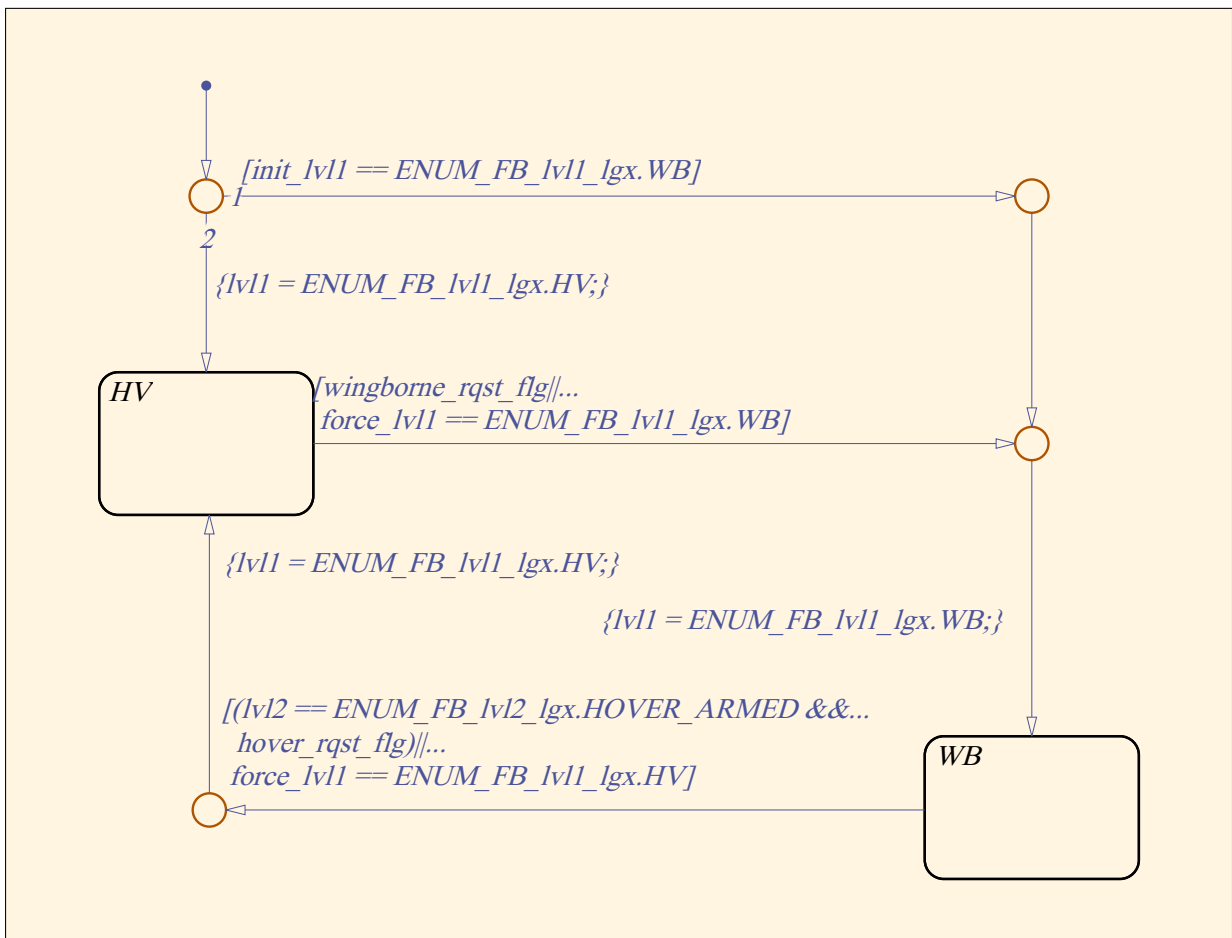 [init_lvl1 == ENUM_FB_lvl1_lgx.WB]
1
2
{lvl1 = ENUM_FB_lvl1_lgx.HV;}
HV
[wingborne_rqst_flg||...
force_lvl1 == ENUM_FB_lvl1_lgx.WB]
{lvl1 = ENUM_FB_lvl1_lgx.HV;}
{lvl1 = ENUM_FB_lvl1_lgx.WB;}
[(lvl2 == ENUM_FB_lvl2_lgx.HOVER_ARMED &&...
hover_rqst_flg)||...
force_lvl1 == ENUM_FB_lvl1_lgx.HV]
WB